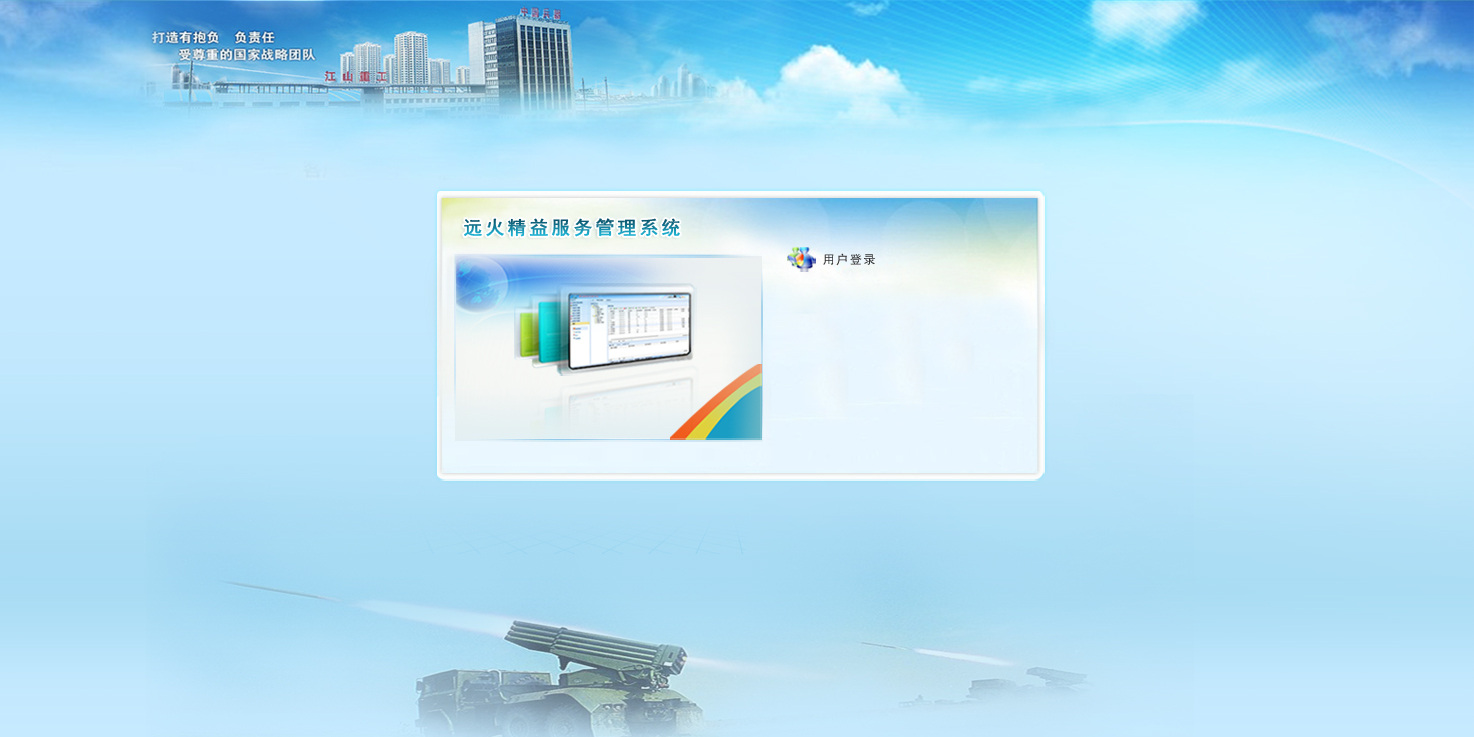 打造有抱负 负责任
受尊重的国家战略团队
江山重工
远火精益服务管理系统
用户登录